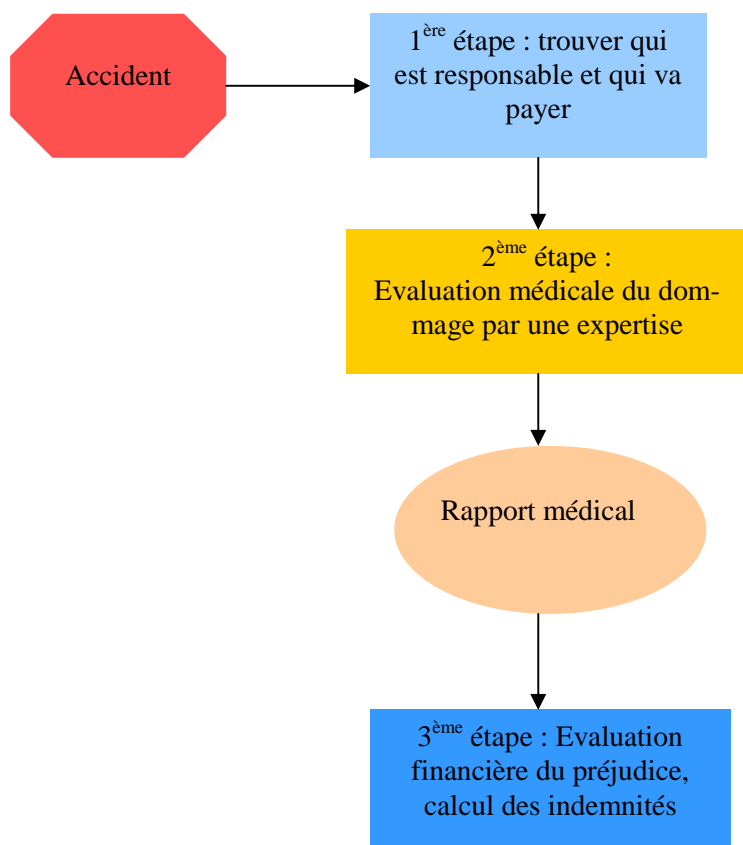 Accident
1ère étape : trouver qui
est responsable et qui va
payer
2ème étape :
Evaluation médicale du dom-
mage par une expertise
Rapport médical
3ème étape : Evaluation
financière du préjudice,
calcul des indemnités